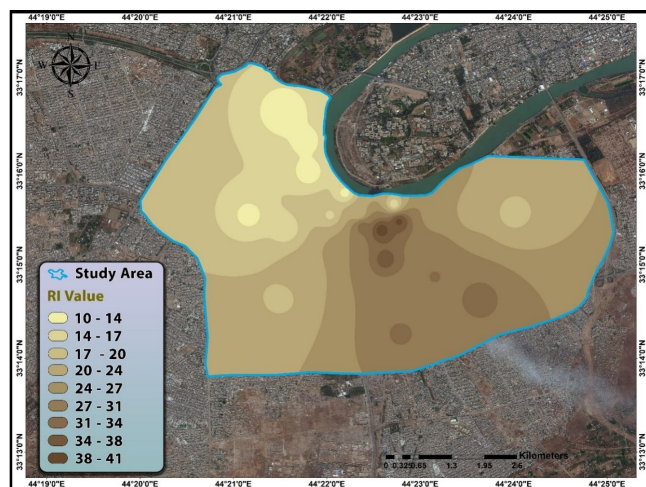 44°19'0"E 44°20'0"E 44°21'0"E 44°22'0"E 44°23'0"E 44°24'0"E 44°25'0"E
N
W E
S
33°17'0"N 33°17'0"N
33°16'0"N 33°16'0"N
33°15'0"N 33°15'0"N
33°14'0"N 33°14'0"N
33°13'0"N 33°13'0"N
Study Area
RI Value
10 - 14
14 - 17
17 - 20
20 - 24
24 - 27
27 - 31
31 - 34
34 - 38
38 - 41
Kilometers
0 0.325 0.65 1.3 1.95 2.6
44°19'0"E 44°20'0"E 44°21'0"E 44°22'0"E 44°23'0"E 44°24'0"E 44°25'0"E